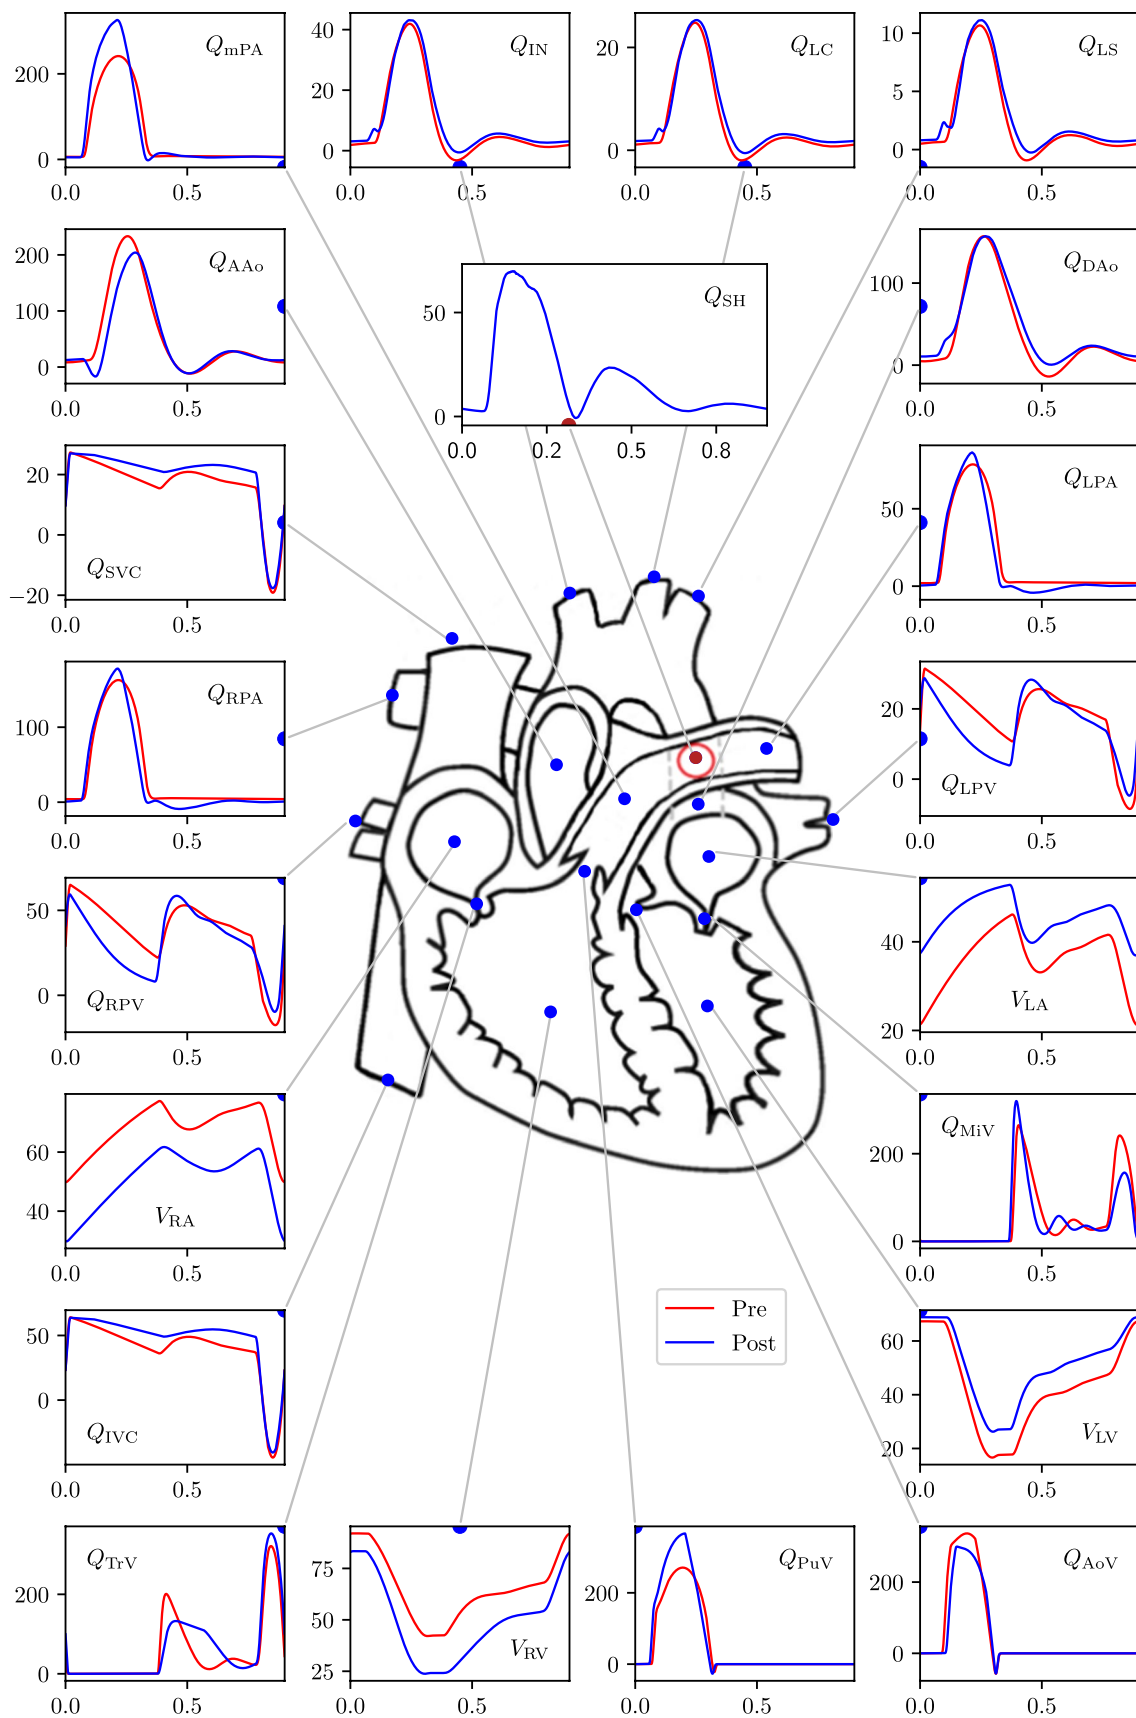 Q_mPA
200
0
0.0 0.5
Q_IN
40
20
0
0.0 0.5
Q_LC
20
0
0.0 0.5
Q_LS
10
5
0
0.0 0.5
Q_AAo
200
100
0
0.0 0.5
Q_SH
50
0
0.0 0.2 0.5 0.8
Q_DAo
100
0
0.0 0.5
20
0
−20
Q_SVC
0.0 0.5
Q_LPA
50
0
0.0 0.5
Q_RPA
100
0
0.0 0.5
20
0
Q_LPV
0.0 0.5
50
0
Q_RPV
0.0 0.5
40
20
V_LA
0.0 0.5
60
40
V_RA
0.0 0.5
Q_MiV
200
0
0.0 0.5
50
0
Q_IVC
0.0 0.5
Pre
Post
60
40
20
V_LV
0.0 0.5
Q_TrV
200
0
0.0 0.5
75
50
25
V_RV
0.0 0.5
Q_PuV
200
0
0.0 0.5
Q_AoV
200
0
0.0 0.5